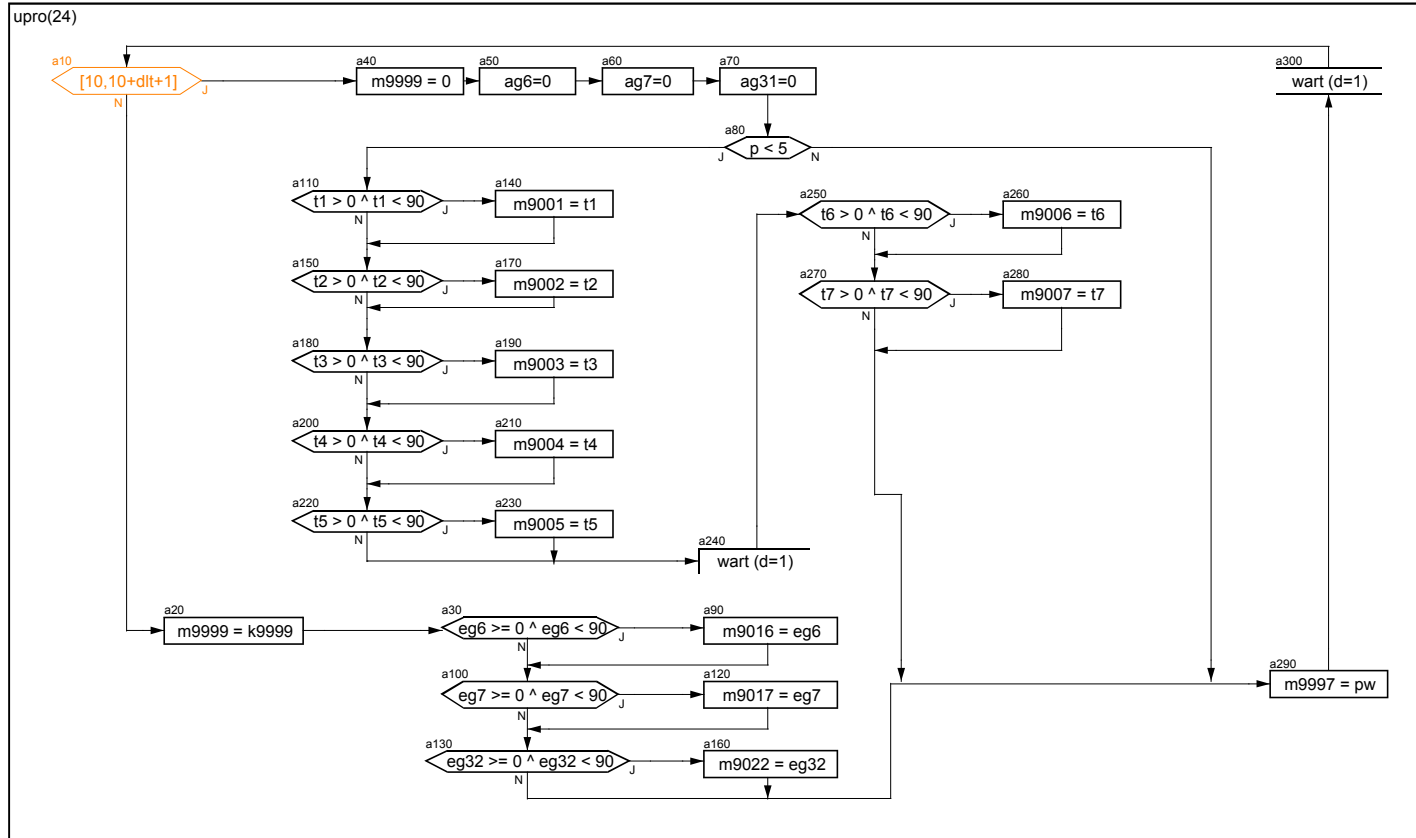 upro(24)
a10
[10,10+dlt+1]
J
N
a40
m9999 = 0
a50
ag6=0
a60
ag7=0
a70
ag31=0
a300
wart (d=1)
a80
p < 5
J
N
a110
t1 > 0 ^ t1 < 90
J
N
a140
m9001 = t1
a150
t2 > 0 ^ t2 < 90
J
N
a170
m9002 = t2
a180
t3 > 0 ^ t3 < 90
J
N
a190
m9003 = t3
a200
t4 > 0 ^ t4 < 90
J
N
a210
m9004 = t4
a220
t5 > 0 ^ t5 < 90
J
N
a230
m9005 = t5
a240
wart (d=1)
a250
t6 > 0 ^ t6 < 90
J
N
a260
m9006 = t6
a270
t7 > 0 ^ t7 < 90
J
N
a280
m9007 = t7
a20
m9999 = k9999
a30
eg6 >= 0 ^ eg6 < 90
J
N
a90
m9016 = eg6
a100
eg7 >= 0 ^ eg7 < 90
J
N
a120
m9017 = eg7
a130
eg32 >= 0 ^ eg32 < 90
J
N
a160
m9022 = eg32
a290
m9997 = pw